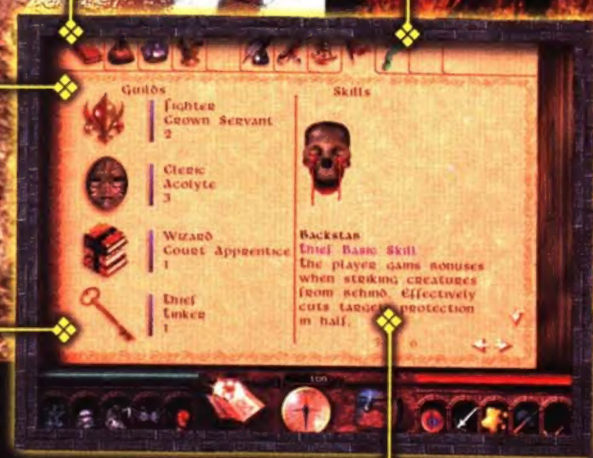 Guilds
Fighter
Crown Servant
2
Cleric
Acolyte
3
Wizard
Court Apprentice
1
Thief
Tinker
1
Skills
Backstab
Thief Basic Skill
The player gains bonuses
when striking creatures
from behind. Effectively
cuts targets protection
in half.